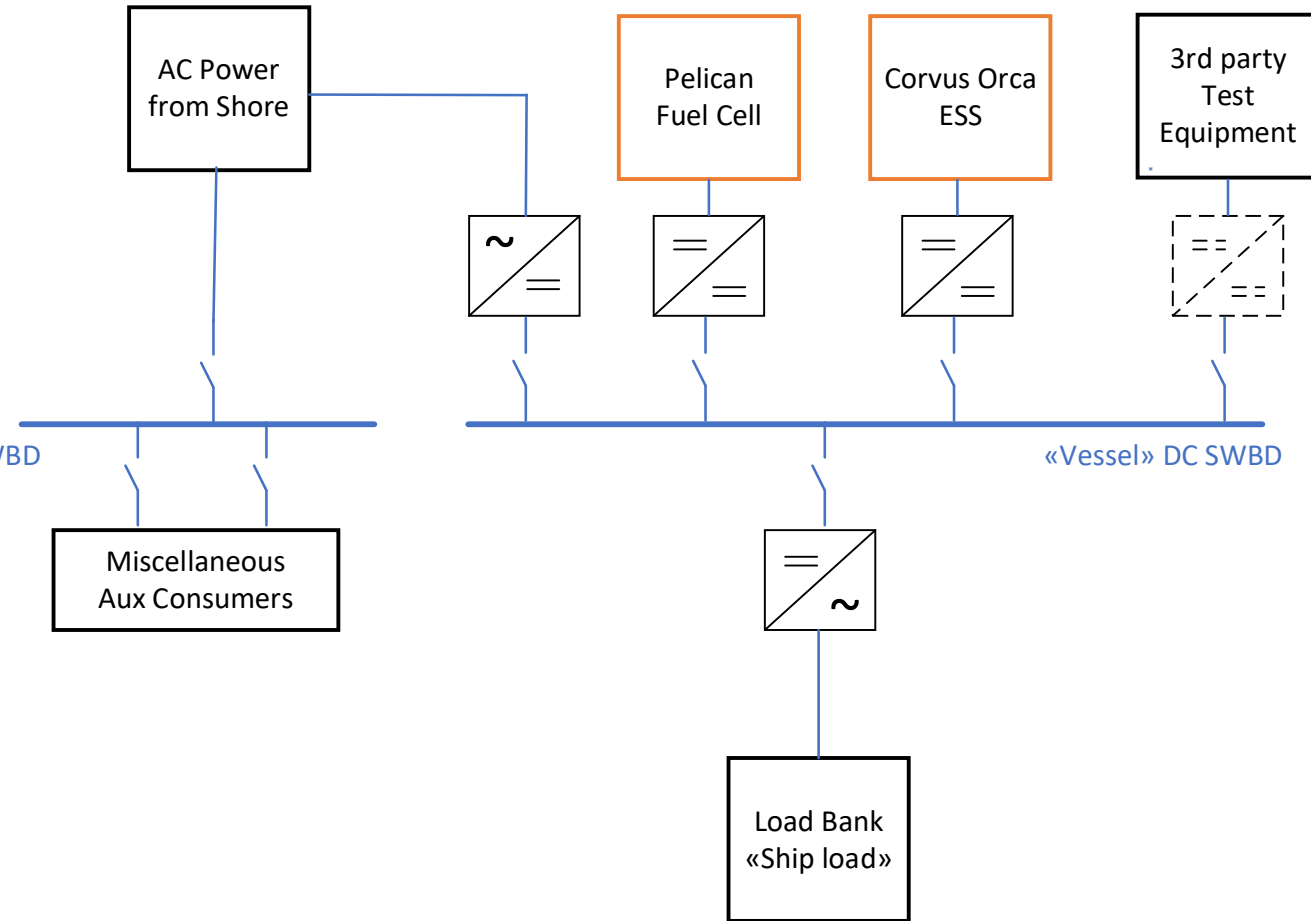 AC Power
from Shore
Pelican
Fuel Cell
Corvus Orca
ESS
3rd party
Test
Equipment
«Vessel» DC SWBD
Miscellaneous
Aux Consumers
Load Bank
«Ship load»